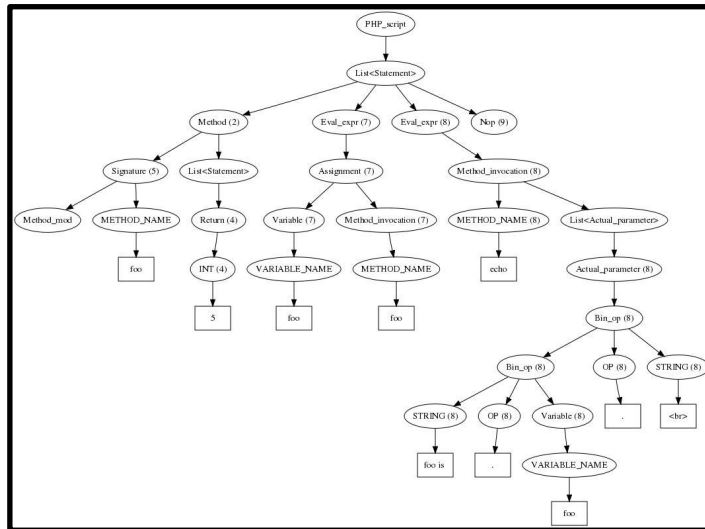 PHP_script
List<Statement>
Method (2)
Eval_expr (7)
Eval_expr (8)
Nop (9)
Signature (5)
List<Statement>
Assignment (7)
Method_invocation (8)
Method_mod
METHOD_NAME
Return (4)
Variable (7)
Method_invocation (7)
METHOD_NAME (8)
List<Actual_parameter>
foo
INT (4)
VARIABLE_NAME
METHOD_NAME
echo
Actual_parameter (8)
5
foo
foo
Bin_op (8)
Bin_op (8)
OP (8)
STRING (8)
STRING (8)
OP (8)
Variable (8)
.
<br>
foo is
.
VARIABLE_NAME
foo